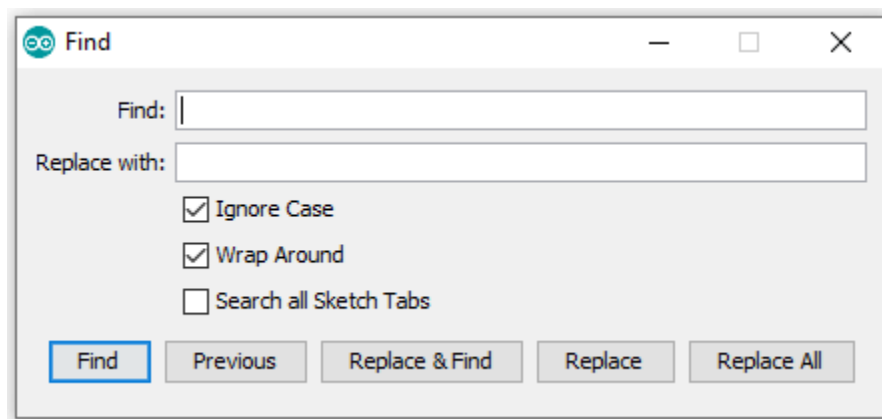 Find
Find:
Replace with:
Ignore Case
Wrap Around
Search all Sketch Tabs
Find Previous Replace & Find Replace Replace All